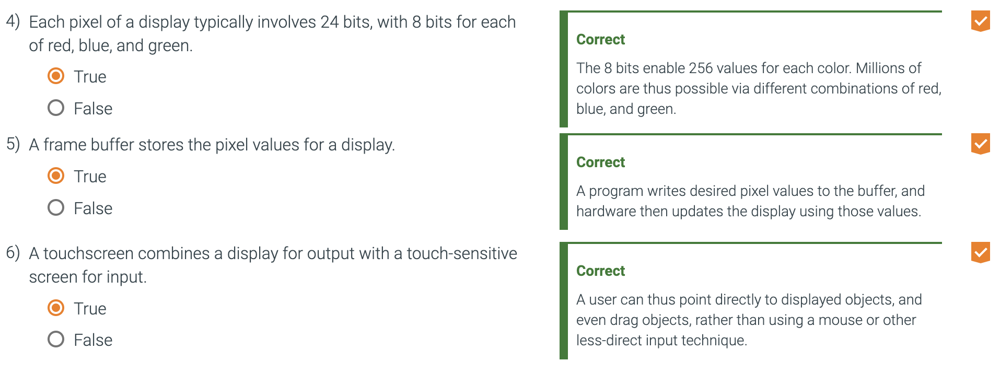 4) Each pixel of a display typically involves 24 bits, with 8 bits for each
of red, blue, and green.
True
False
Correct
The 8 bits enable 256 values for each color. Millions of
colors are thus possible via different combinations of red,
blue, and green.
5) A frame buffer stores the pixel values for a display.
True
False
Correct
A program writes desired pixel values to the buffer, and
hardware then updates the display using those values.
6) A touchscreen combines a display for output with a touch-sensitive
screen for input.
True
False
Correct
A user can thus point directly to displayed objects, and
even drag objects, rather than using a mouse or other
less-direct input technique.